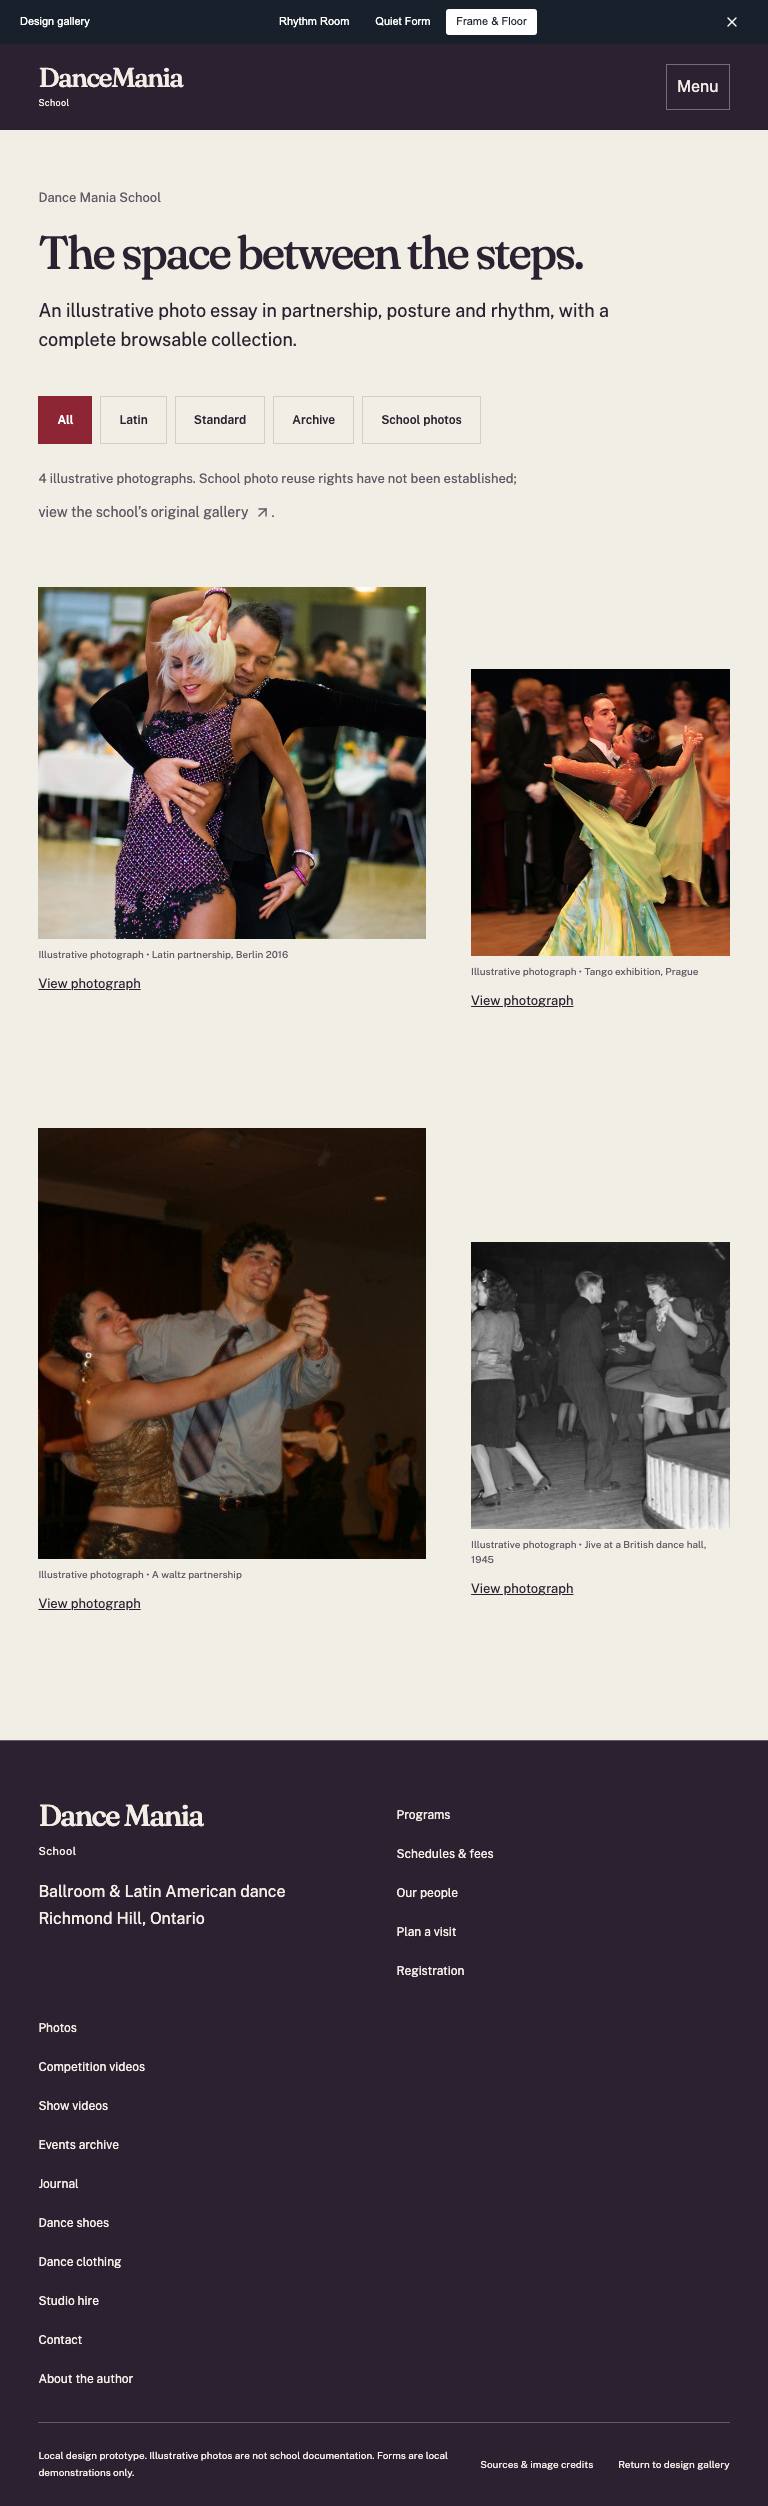 Design gallery
Rhythm Room
Quiet Form
Frame & Floor
DanceMania
School
Menu
Dance Mania School
The space between the steps.
An illustrative photo essay in partnership, posture and rhythm, with a
complete browsable collection.
All
Latin
Standard
Archive
School photos
4 illustrative photographs. School photo reuse rights have not been established;
view the school's original gallery ↗ .
Illustrative photograph • Latin partnership, Berlin 2016
View photograph
Illustrative photograph • Tango exhibition, Prague
View photograph
Illustrative photograph • A waltz partnership
View photograph
Illustrative photograph • Jive at a British dance hall,
1945
View photograph
Dance Mania
School
Ballroom & Latin American dance
Richmond Hill, Ontario
Programs
Schedules & fees
Our people
Plan a visit
Registration
Photos
Competition videos
Show videos
Events archive
Journal
Dance shoes
Dance clothing
Studio hire
Contact
About the author
Local design prototype. Illustrative photos are not school documentation. Forms are local
demonstrations only.
Sources & image credits
Return to design gallery